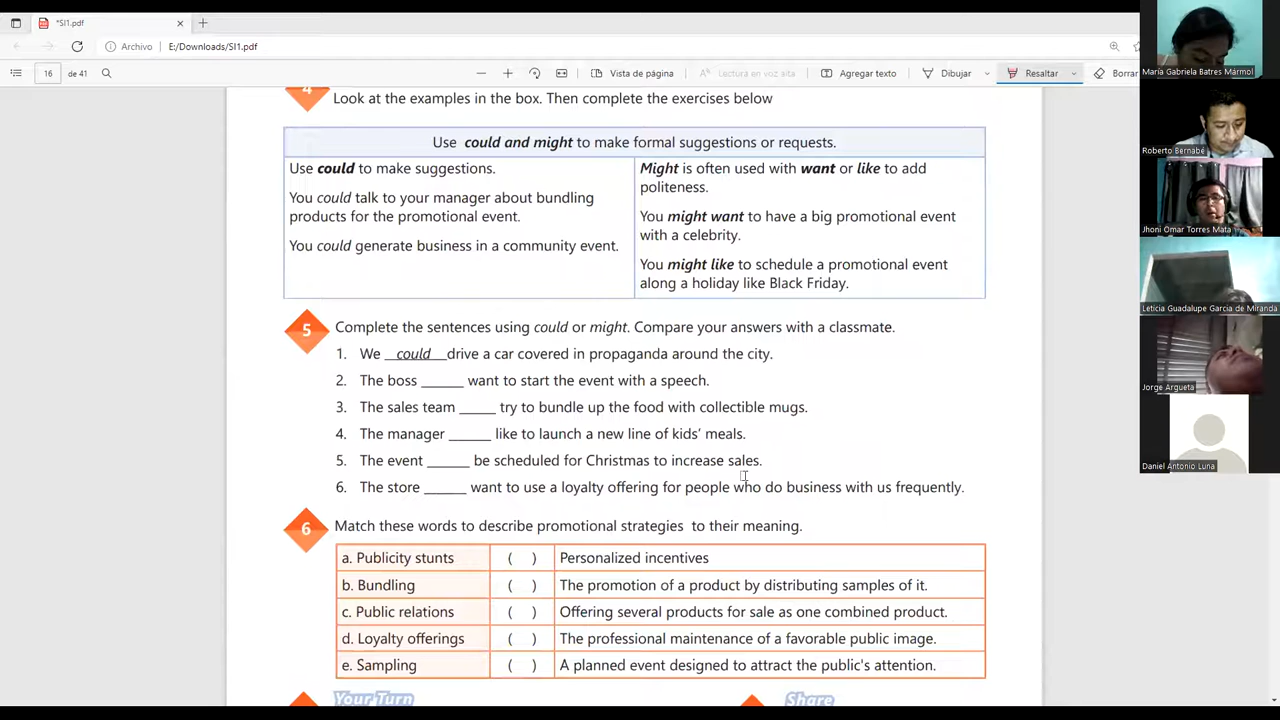 *SI1.pdf
Archivo E:/Downloads/SI1.pdf
16 de 41 Vista de página Lectura en voz alta Agregar texto Dibujar Resaltar Borrar
4 Look at the examples in the box. Then complete the exercises below
Use could and might to make formal suggestions or requests.
Use could to make suggestions.
You could talk to your manager about bundling
products for the promotional event.
You could generate business in a community event.
Might is often used with want or like to add
politeness.
You might want to have a big promotional event
with a celebrity.
You might like to schedule a promotional event
along a holiday like Black Friday.
5 Complete the sentences using could or might. Compare your answers with a classmate.
1. We __could__drive a car covered in propaganda around the city.
2. The boss _____ want to start the event with a speech.
3. The sales team _____ try to bundle up the food with collectible mugs.
4. The manager _____ like to launch a new line of kids' meals.
5. The event _____ be scheduled for Christmas to increase sales.
6. The store _____ want to use a loyalty offering for people who do business with us frequently.
6 Match these words to describe promotional strategies to their meaning.
a. Publicity stunts ( ) Personalized incentives
b. Bundling ( ) The promotion of a product by distributing samples of it.
c. Public relations ( ) Offering several products for sale as one combined product.
d. Loyalty offerings ( ) The professional maintenance of a favorable public image.
e. Sampling ( ) A planned event designed to attract the public's attention.
Your Turn Share
María Gabriela Batres Mármol
Roberto Bernabé
Jhoni Omar Torres Mata
Leticia Guadalupe Garcia de Miranda
Jorge Argueta
Daniel Antonio Luna